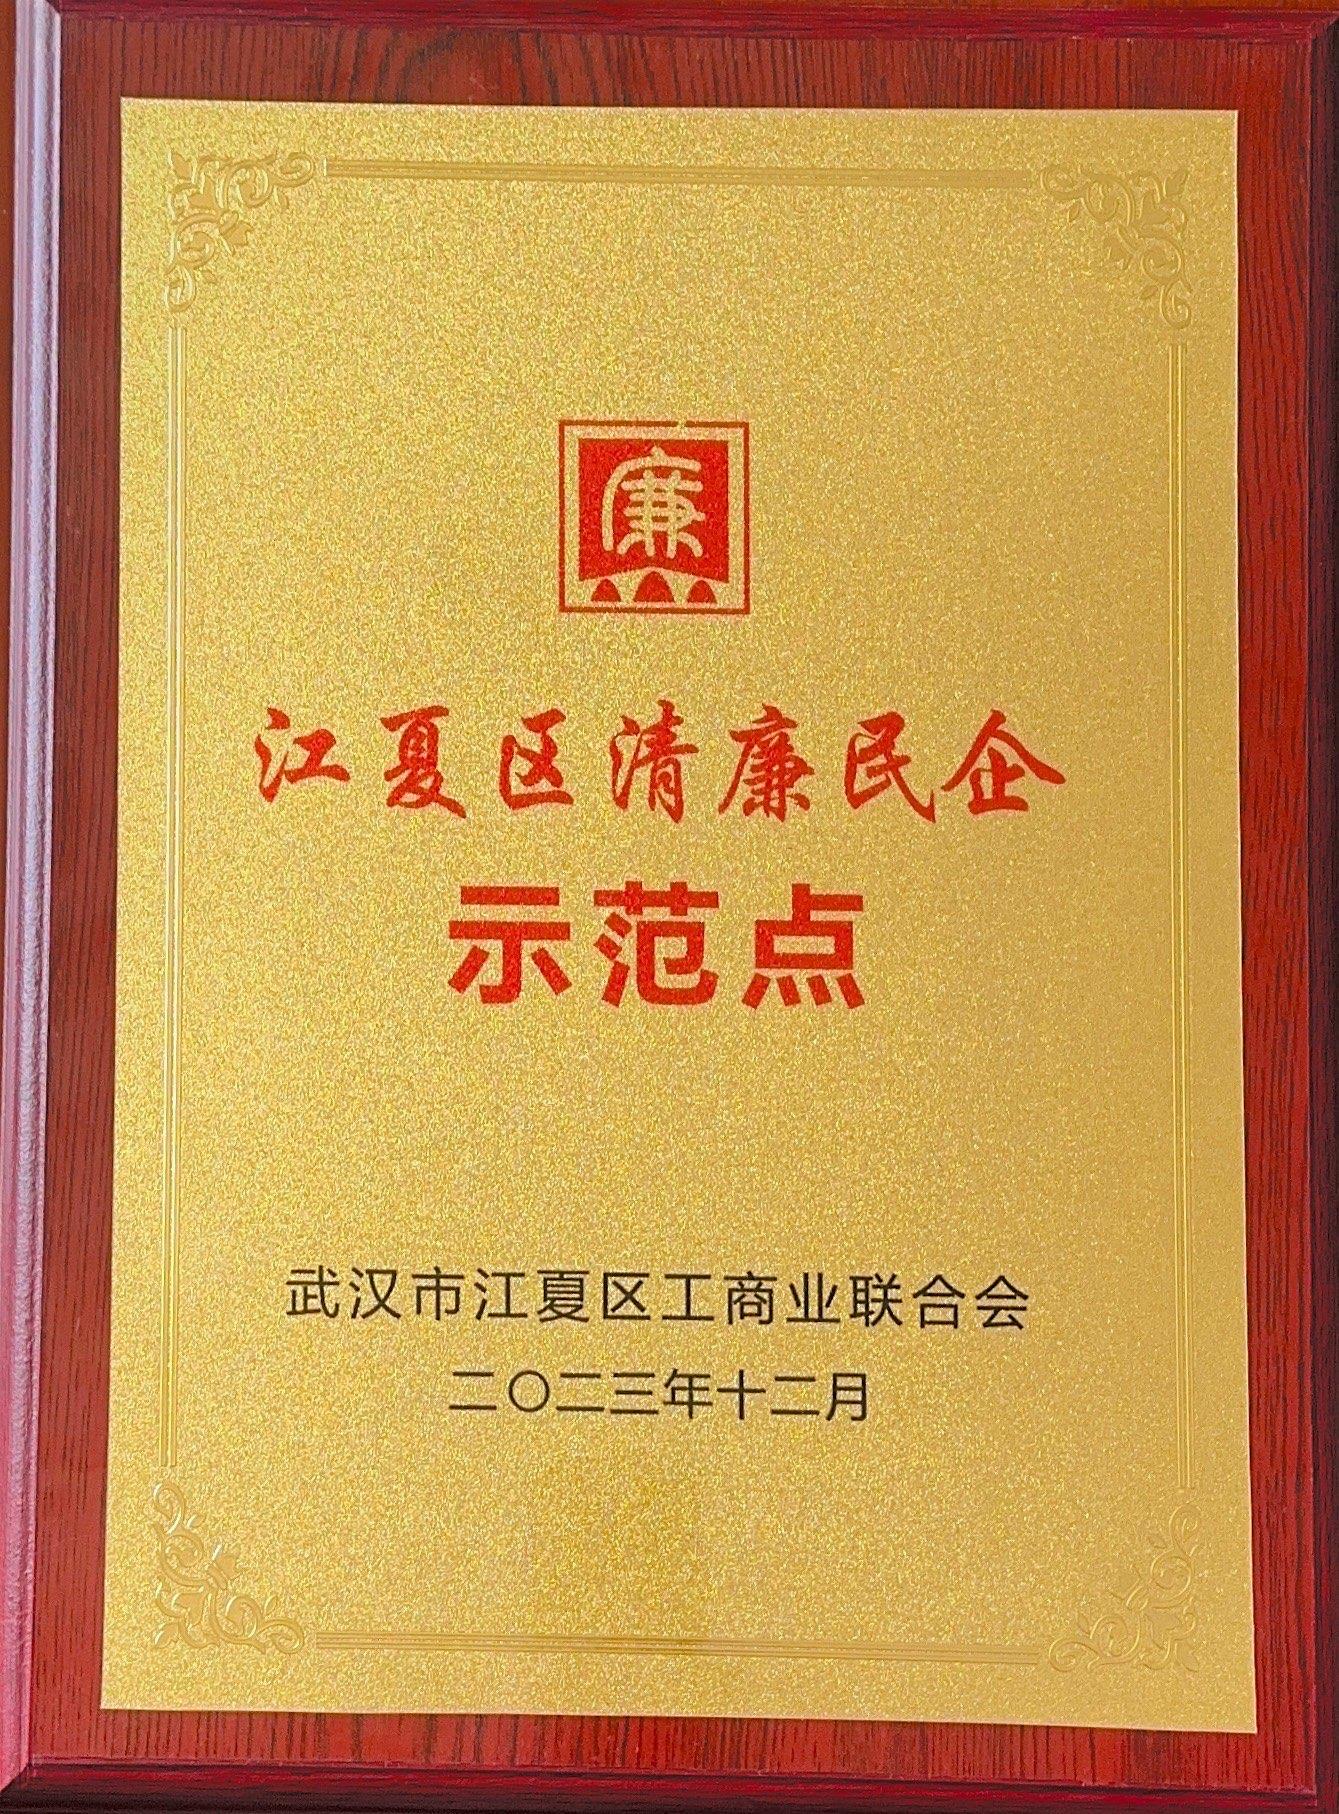 廉
江夏区清廉民企
示范点
武汉市江夏区工商业联合会
二〇二三年十二月